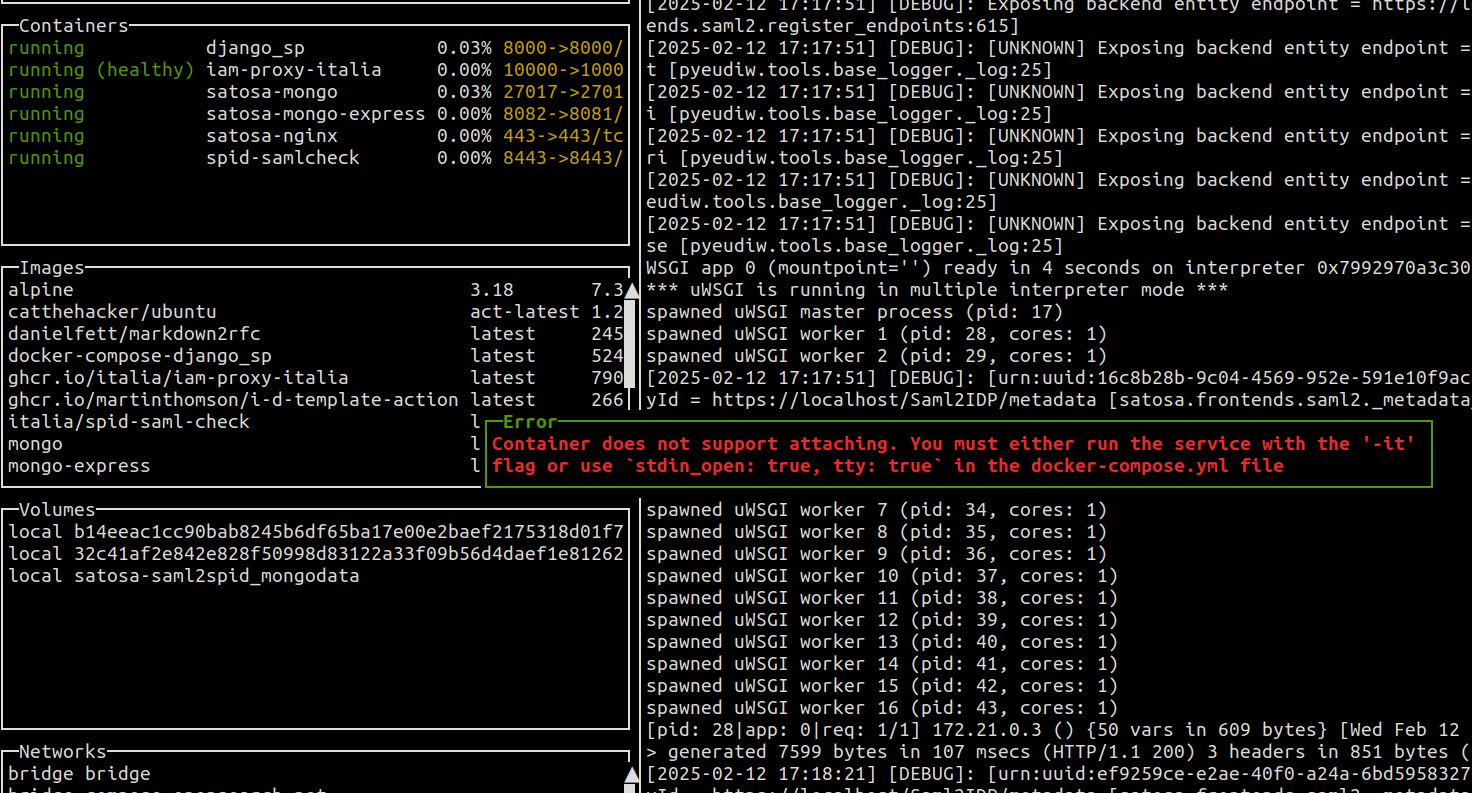 Containers
running django_sp 0.03% 8000->8000/
running (healthy) iam-proxy-italia 0.00% 10000->1000
running satosa-mongo 0.03% 27017->2701
running satosa-mongo-express 0.00% 8082->8081/
running satosa-nginx 0.00% 443->443/tc
running spid-samlcheck 0.00% 8443->8443/
Images
alpine 3.18 7.3
catthehacker/ubuntu act-latest 1.2
danielfett/markdown2rfc latest 245
docker-compose-django_sp latest 524
ghcr.io/italia/iam-proxy-italia latest 790
ghcr.io/martinthomson/i-d-template-action latest 266
italia/spid-saml-check l
mongo l
mongo-express l
Volumes
local b14eeac1cc90bab8245b6df65ba17e00e2baef2175318d01f7
local 32c41af2e842e828f50998d83122a33f09b56d4daef1e81262
local satosa-saml2spid_mongodata
Networks
bridge bridge
[2025-02-12 17:17:51] [DEBUG]: Exposing backend entity endpoint = https://l
ends.saml2.register_endpoints:615]
[2025-02-12 17:17:51] [DEBUG]: [UNKNOWN] Exposing backend entity endpoint =
t [pyeudiw.tools.base_logger._log:25]
[2025-02-12 17:17:51] [DEBUG]: [UNKNOWN] Exposing backend entity endpoint =
i [pyeudiw.tools.base_logger._log:25]
[2025-02-12 17:17:51] [DEBUG]: [UNKNOWN] Exposing backend entity endpoint =
ri [pyeudiw.tools.base_logger._log:25]
[2025-02-12 17:17:51] [DEBUG]: [UNKNOWN] Exposing backend entity endpoint =
eudiw.tools.base_logger._log:25]
[2025-02-12 17:17:51] [DEBUG]: [UNKNOWN] Exposing backend entity endpoint =
se [pyeudiw.tools.base_logger._log:25]
WSGI app 0 (mountpoint='') ready in 4 seconds on interpreter 0x7992970a3c30
*** uWSGI is running in multiple interpreter mode ***
spawned uWSGI master process (pid: 17)
spawned uWSGI worker 1 (pid: 28, cores: 1)
spawned uWSGI worker 2 (pid: 29, cores: 1)
[2025-02-12 17:17:51] [DEBUG]: [urn:uuid:16c8b28b-9c04-4569-952e-591e10f9ac
yId = https://localhost/Saml2IDP/metadata [satosa.frontends.saml2._metadata_
Error
Container does not support attaching. You must either run the service with the '-it'
flag or use `stdin_open: true, tty: true` in the docker-compose.yml file
spawned uWSGI worker 7 (pid: 34, cores: 1)
spawned uWSGI worker 8 (pid: 35, cores: 1)
spawned uWSGI worker 9 (pid: 36, cores: 1)
spawned uWSGI worker 10 (pid: 37, cores: 1)
spawned uWSGI worker 11 (pid: 38, cores: 1)
spawned uWSGI worker 12 (pid: 39, cores: 1)
spawned uWSGI worker 13 (pid: 40, cores: 1)
spawned uWSGI worker 14 (pid: 41, cores: 1)
spawned uWSGI worker 15 (pid: 42, cores: 1)
spawned uWSGI worker 16 (pid: 43, cores: 1)
[pid: 28|app: 0|req: 1/1] 172.21.0.3 () {50 vars in 609 bytes} [Wed Feb 12
> generated 7599 bytes in 107 msecs (HTTP/1.1 200) 3 headers in 851 bytes (
[2025-02-12 17:18:21] [DEBUG]: [urn:uuid:ef9259ce-e2ae-40f0-a24a-6bd5958327